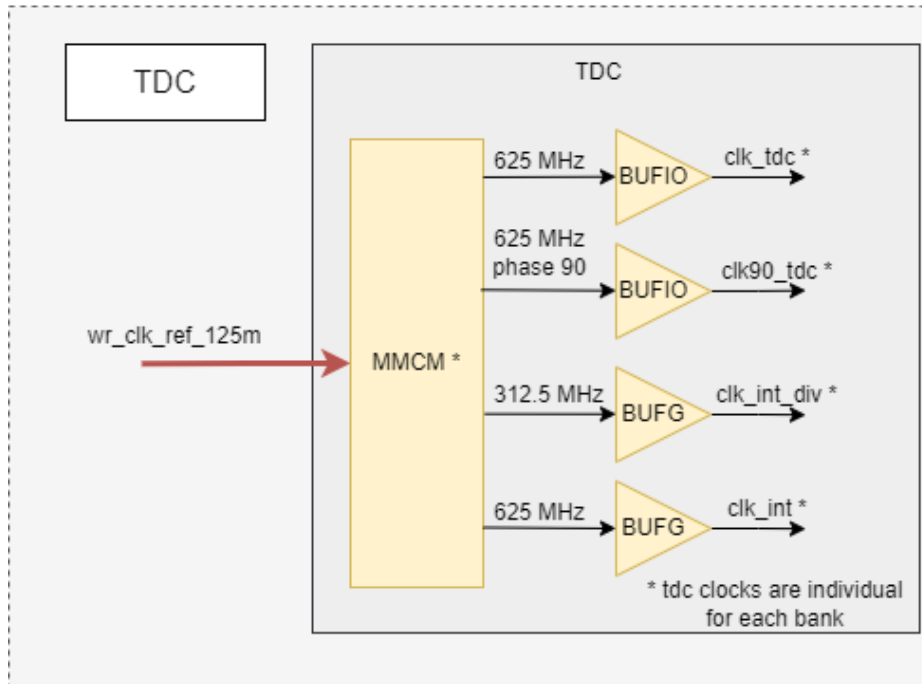 TDC
TDC
625 MHz
BUFIO
clk_tdc *
625 MHz
phase 90
BUFIO
clk90_tdc *
wr_clk_ref_125m
MMCM *
312.5 MHz
BUFG
clk_int_div *
625 MHz
BUFG
clk_int *
* tdc clocks are individual
for each bank